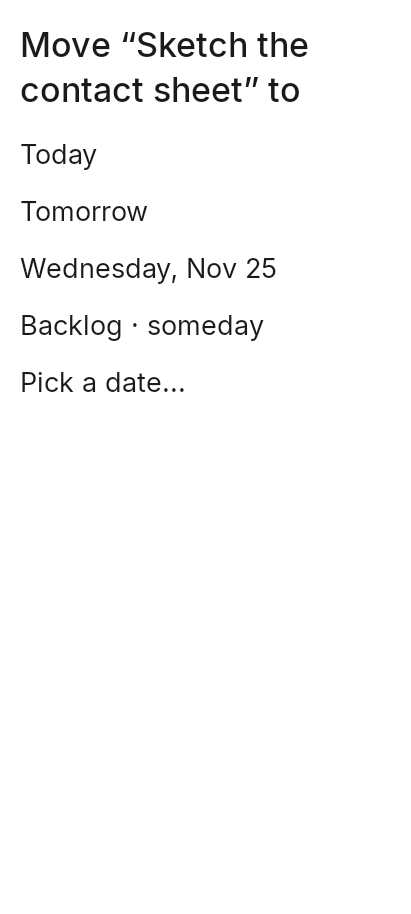 Move “Sketch the
contact sheet” to
Today
Tomorrow
Wednesday, Nov 25
Backlog · someday
Pick a date…